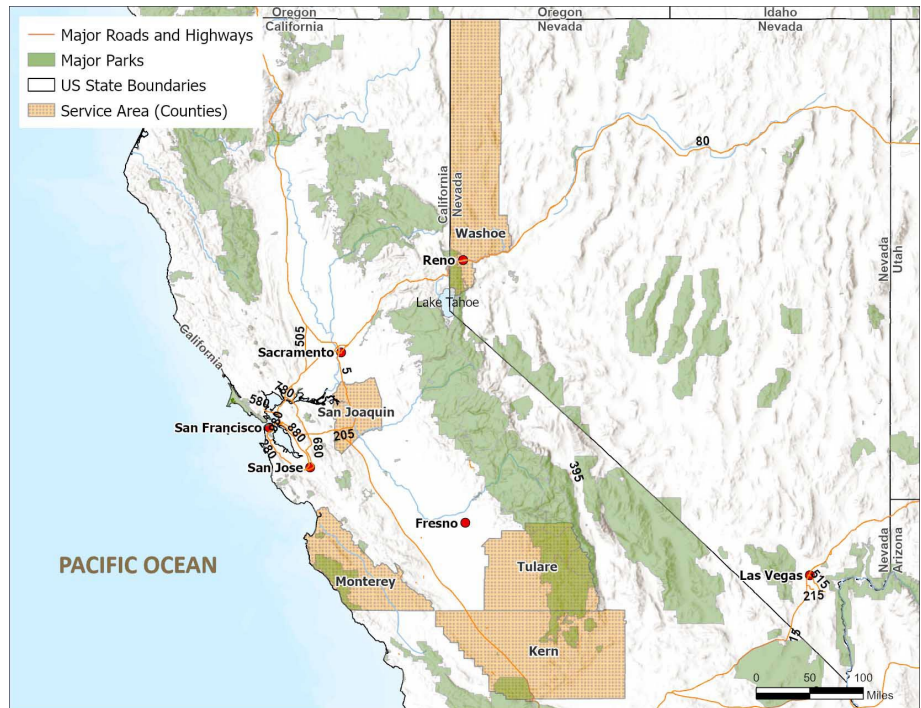 Major Roads and Highways
Major Parks
US State Boundaries
Service Area (Counties)
Oregon
California
Oregon
Nevada
Idaho
Nevada
80
California
Nevada
Washoe
Reno
Nevada
Utah
Lake Tahoe
505
California
Sacramento
5
780
580
San Joaquin
San Francisco
880
205
680
280
San Jose
395
Fresno
PACIFIC OCEAN
Nevada
Arizona
Tulare
Monterey
Las Vegas
515
215
15
Kern
0 50 100
Miles